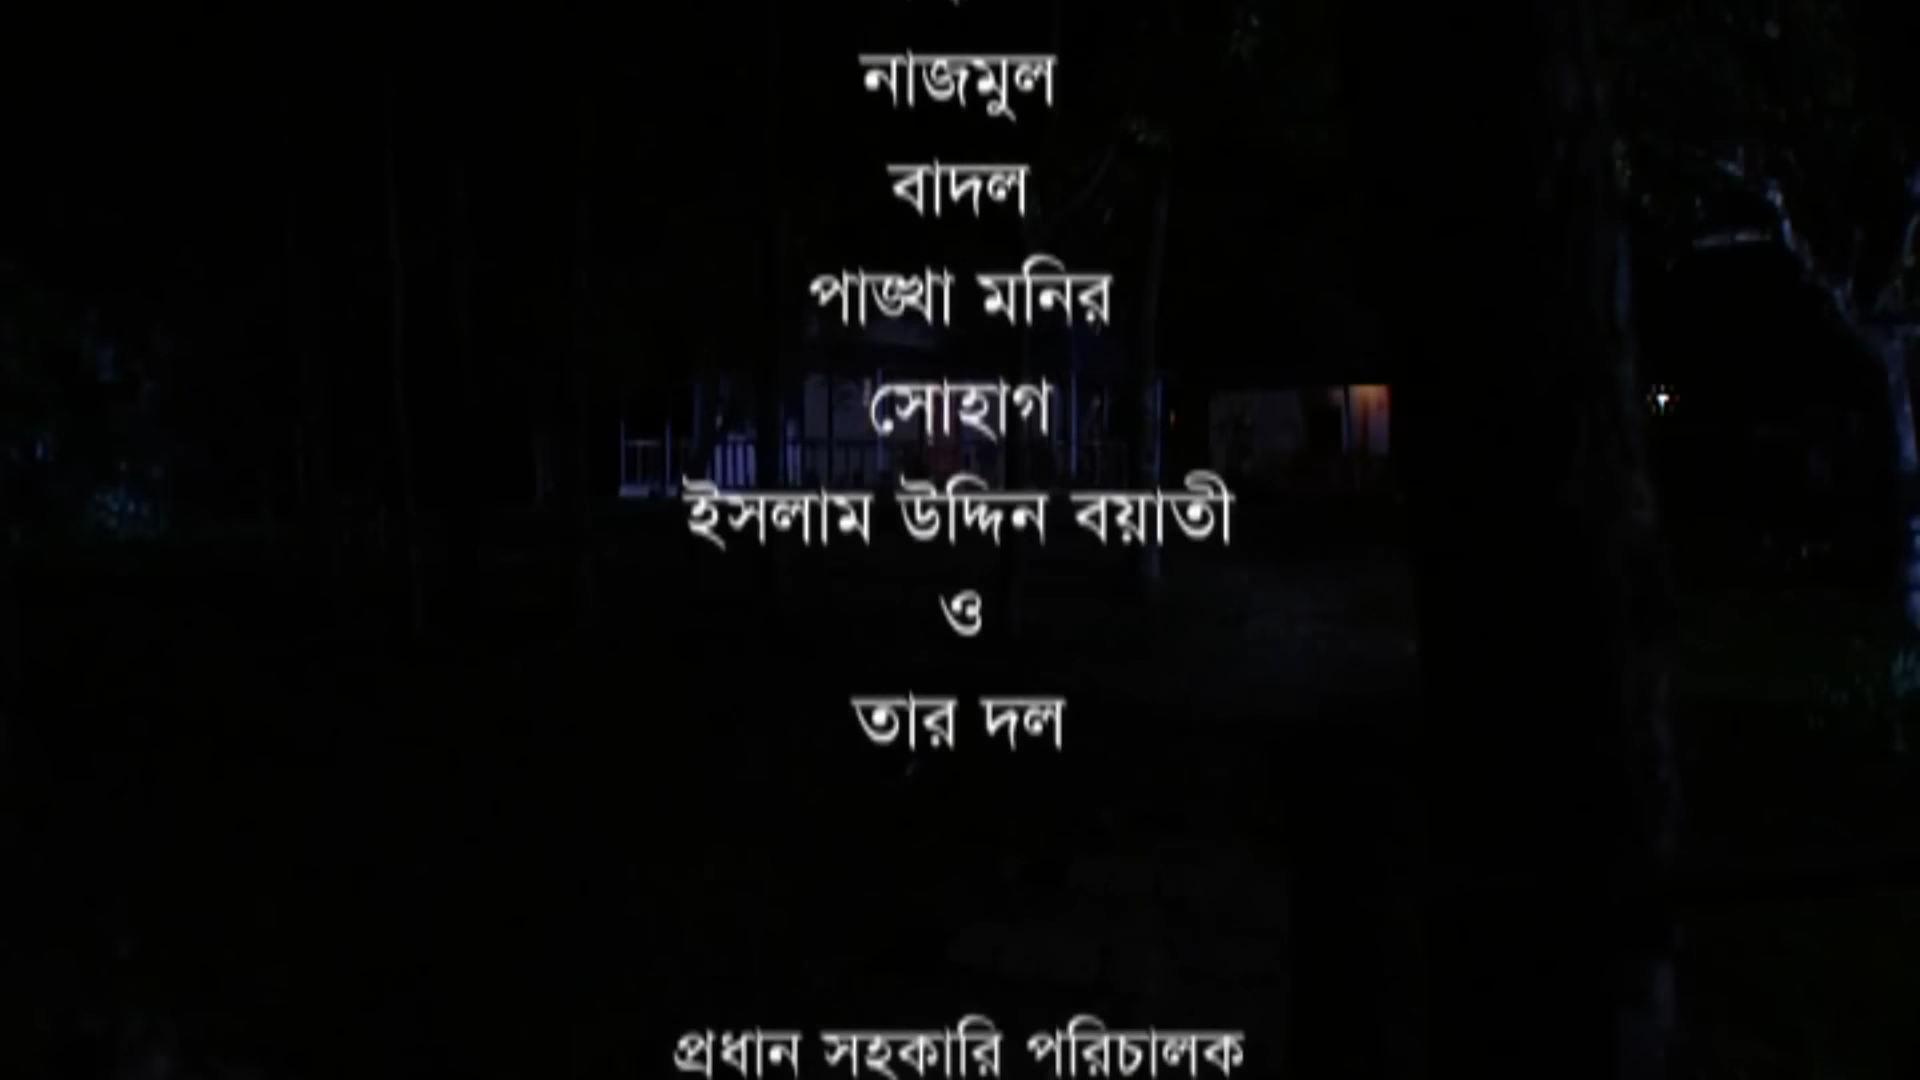 নাজমুল
বাদল
পাঙ্খা মনির
সোহাগ
ইসলাম উদ্দিন বয়াতী
ও
তার দল
প্রধান সহকারি পরিচালক